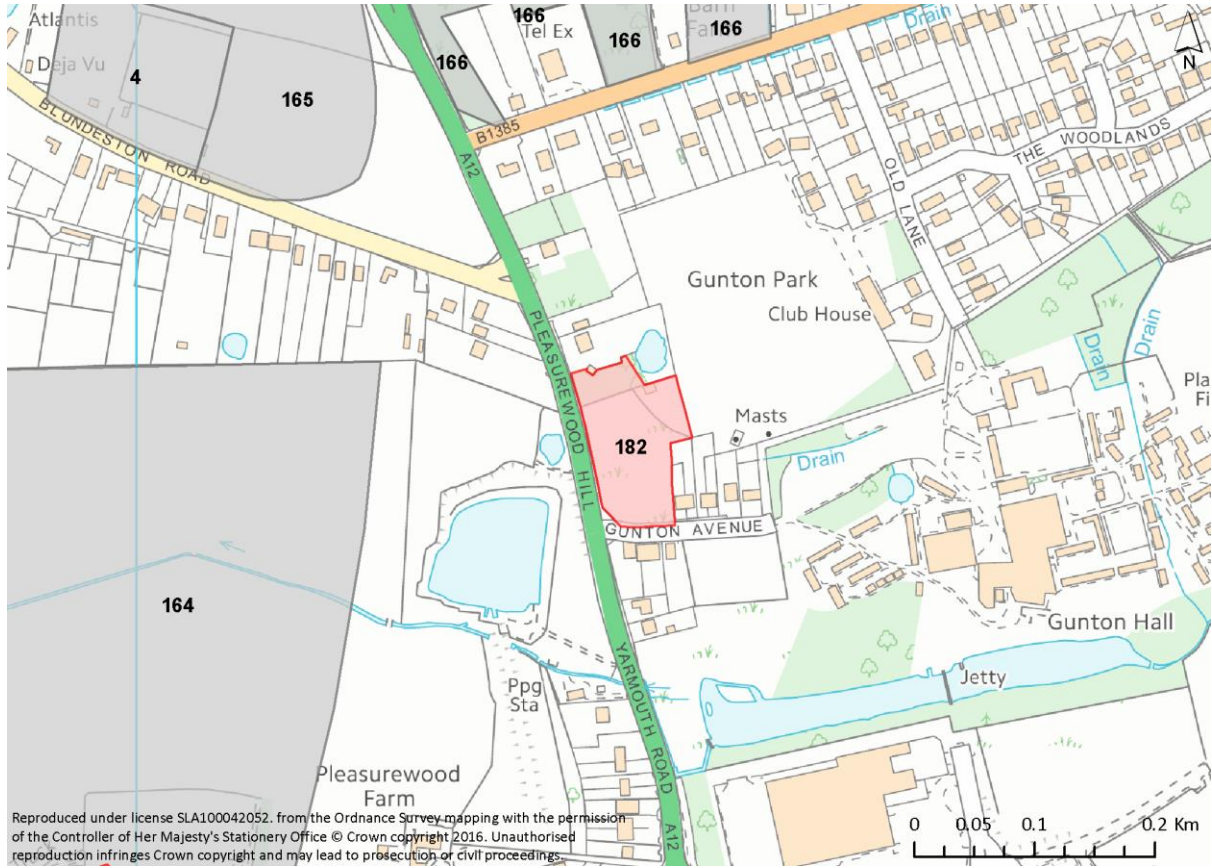 Atlantis
Deja Vu
4
165
BLUNDESTON ROAD
166
Tel Ex
166
166
Barn
166
Drain
N
B1385
A12
OLD LANE
THE WOODLANDS
Gunton Park
Club House
PLEASUREWOOD HILL
182
Masts
Drain
Drain
Drain
GUNTON AVENUE
164
Gunton Hall
Jetty
Ppg
Sta
YARMOUTH ROAD
A12
Pleasurewood
Farm
Reproduced under license SLA100042052. from the Ordnance Survey mapping with the permission
of the Controller of Her Majesty's Stationery Office © Crown copyright 2016. Unauthorised
reproduction infringes Crown copyright and may lead to prosecution or civil proceedings.
0 0.05 0.1 0.2 Km